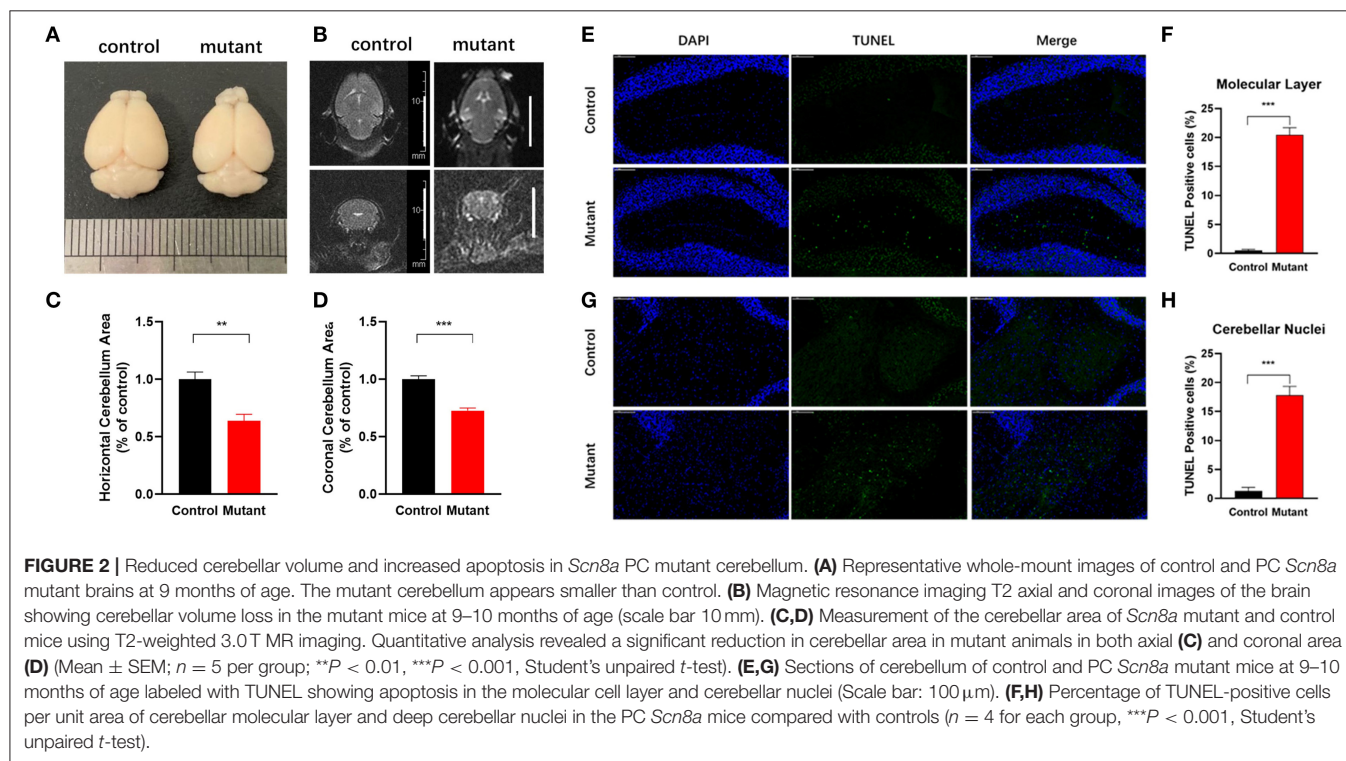 A
control mutant
B
control mutant
10
mm
10
mm
C
Horizontal Cerebellum Area
(% of control)
1.5
1.0
0.5
0.0
**
Control Mutant
D
Coronal Cerebellum Area
(% of control)
1.5
1.0
0.5
0.0
***
Control Mutant
E
DAPI TUNEL Merge
Control
Mutant
F
Molecular Layer
TUNEL Positive cells (%)
25
20
15
10
5
0
***
Control Mutant
G
Control
Mutant
H
Cerebellar Nuclei
TUNEL Positive cells (%)
25
20
15
10
5
0
***
Control Mutant
FIGURE 2 | Reduced cerebellar volume and increased apoptosis in Scn8a PC mutant cerebellum. (A) Representative whole-mount images of control and PC Scn8a
mutant brains at 9 months of age. The mutant cerebellum appears smaller than control. (B) Magnetic resonance imaging T2 axial and coronal images of the brain
showing cerebellar volume loss in the mutant mice at 9–10 months of age (scale bar 10 mm). (C,D) Measurement of the cerebellar area of Scn8a mutant and control
mice using T2-weighted 3.0 T MR imaging. Quantitative analysis revealed a significant reduction in cerebellar area in mutant animals in both axial (C) and coronal area
(D) (Mean ± SEM; n = 5 per group; **P < 0.01, ***P < 0.001, Student's unpaired t-test). (E,G) Sections of cerebellum of control and PC Scn8a mutant mice at 9–10
months of age labeled with TUNEL showing apoptosis in the molecular cell layer and cerebellar nuclei (Scale bar: 100 μm). (F,H) Percentage of TUNEL-positive cells
per unit area of cerebellar molecular layer and deep cerebellar nuclei in the PC Scn8a mice compared with controls (n = 4 for each group, ***P < 0.001, Student's
unpaired t-test).